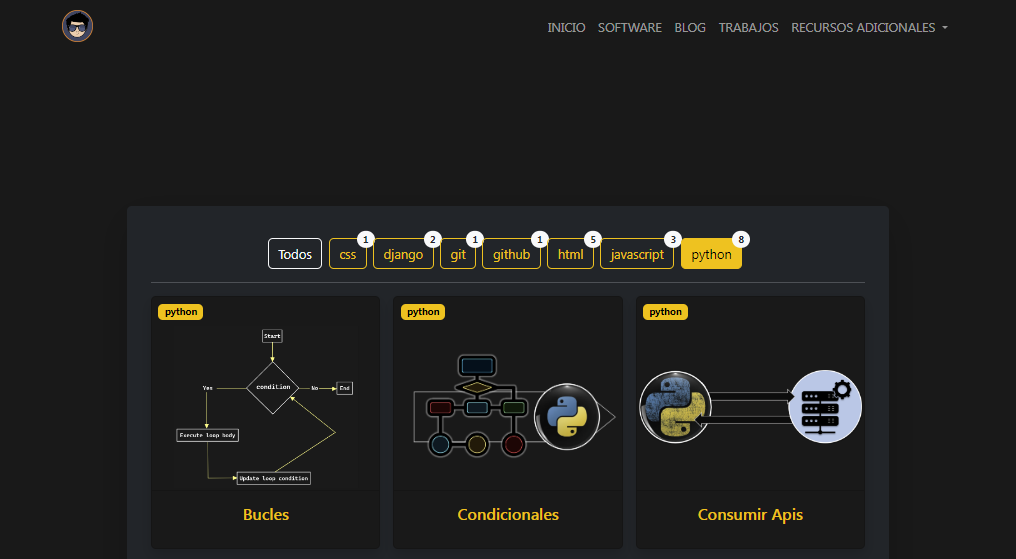 INICIO SOFTWARE BLOG TRABAJOS RECURSOS ADICIONALES
Todos css 1 django 2 git 1 github 1 html 5 javascript 3 python 8
python python python
Start
Yes condition No End
Execute loop body
Update loop condition
Bucles Condicionales Consumir Apis